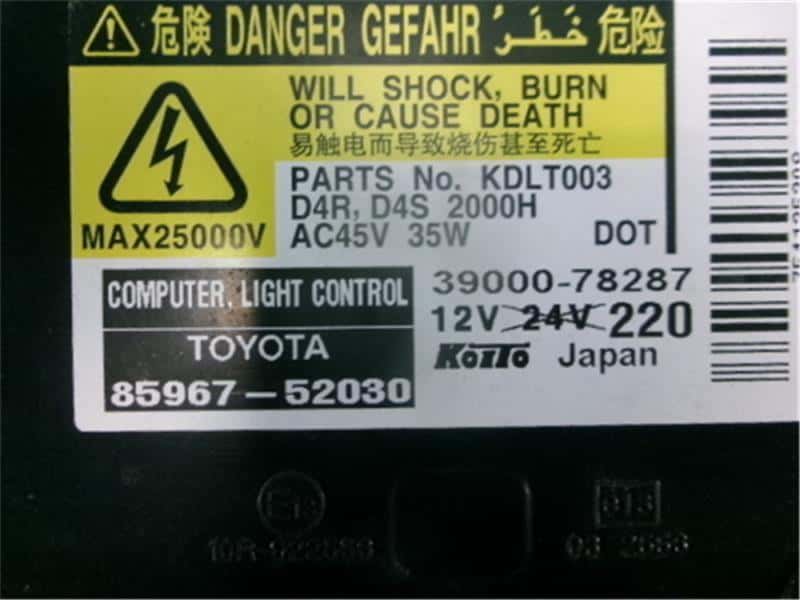 危険 DANGER GEFAHR خَطَر 危险
WILL SHOCK, BURN
OR CAUSE DEATH
易触电而导致烧伤甚至死亡
PARTS No. KDLT003
D4R, D4S 2000H
AC45V 35W DOT
MAX25000V
COMPUTER, LIGHT CONTROL
TOYOTA
85967-52030
39000-78287
12V 24V 220
KOITO Japan